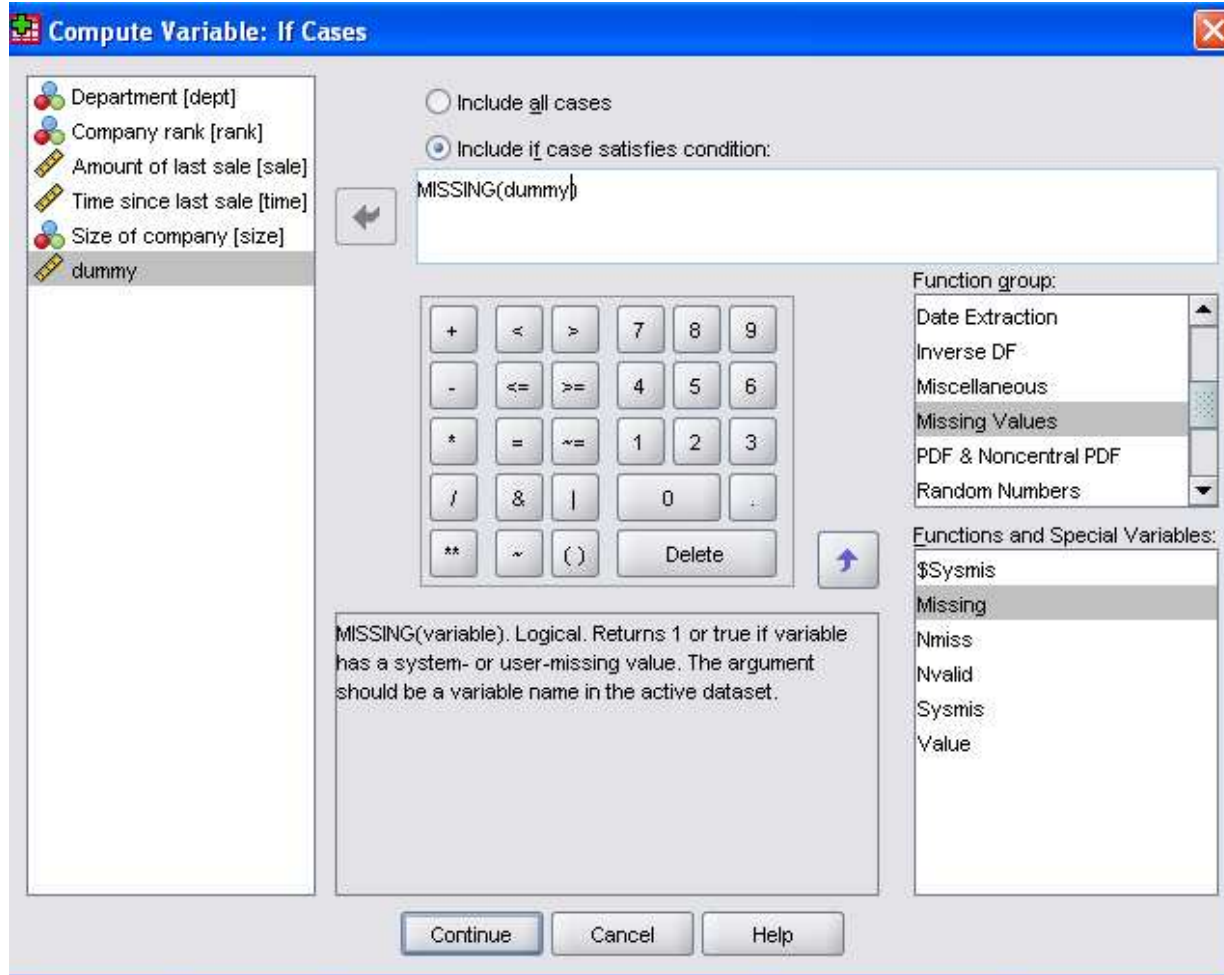 Compute Variable: If Cases
Department [dept]
Company rank [rank]
Amount of last sale [sale]
Time since last sale [time]
Size of company [size]
dummy
Include all cases
Include if case satisfies condition:
MISSING(dummy)
+ < > 7 8 9
- <= >= 4 5 6
* = ~= 1 2 3
/ & | 0 .
** ~ ( ) Delete
Function group:
Date Extraction
Inverse DF
Miscellaneous
Missing Values
PDF & Noncentral PDF
Random Numbers
Functions and Special Variables:
$Sysmis
Missing
Nmiss
Nvalid
Sysmis
Value
MISSING(variable). Logical. Returns 1 or true if variable
has a system- or user-missing value. The argument
should be a variable name in the active dataset.
Continue Cancel Help